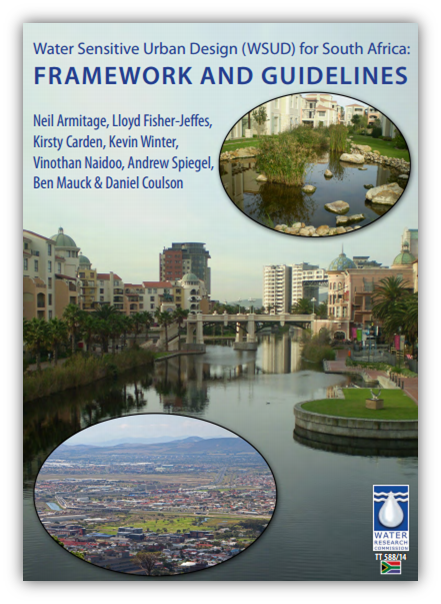 Water Sensitive Urban Design (WSUD) for South Africa:
FRAMEWORK AND GUIDELINES
Neil Armitage, Lloyd Fisher-Jeffes,
Kirsty Carden, Kevin Winter,
Vinothan Naidoo, Andrew Spiegel,
Ben Mauck & Daniel Coulson
WATER
RESEARCH
COMMISSION
TT 588/14